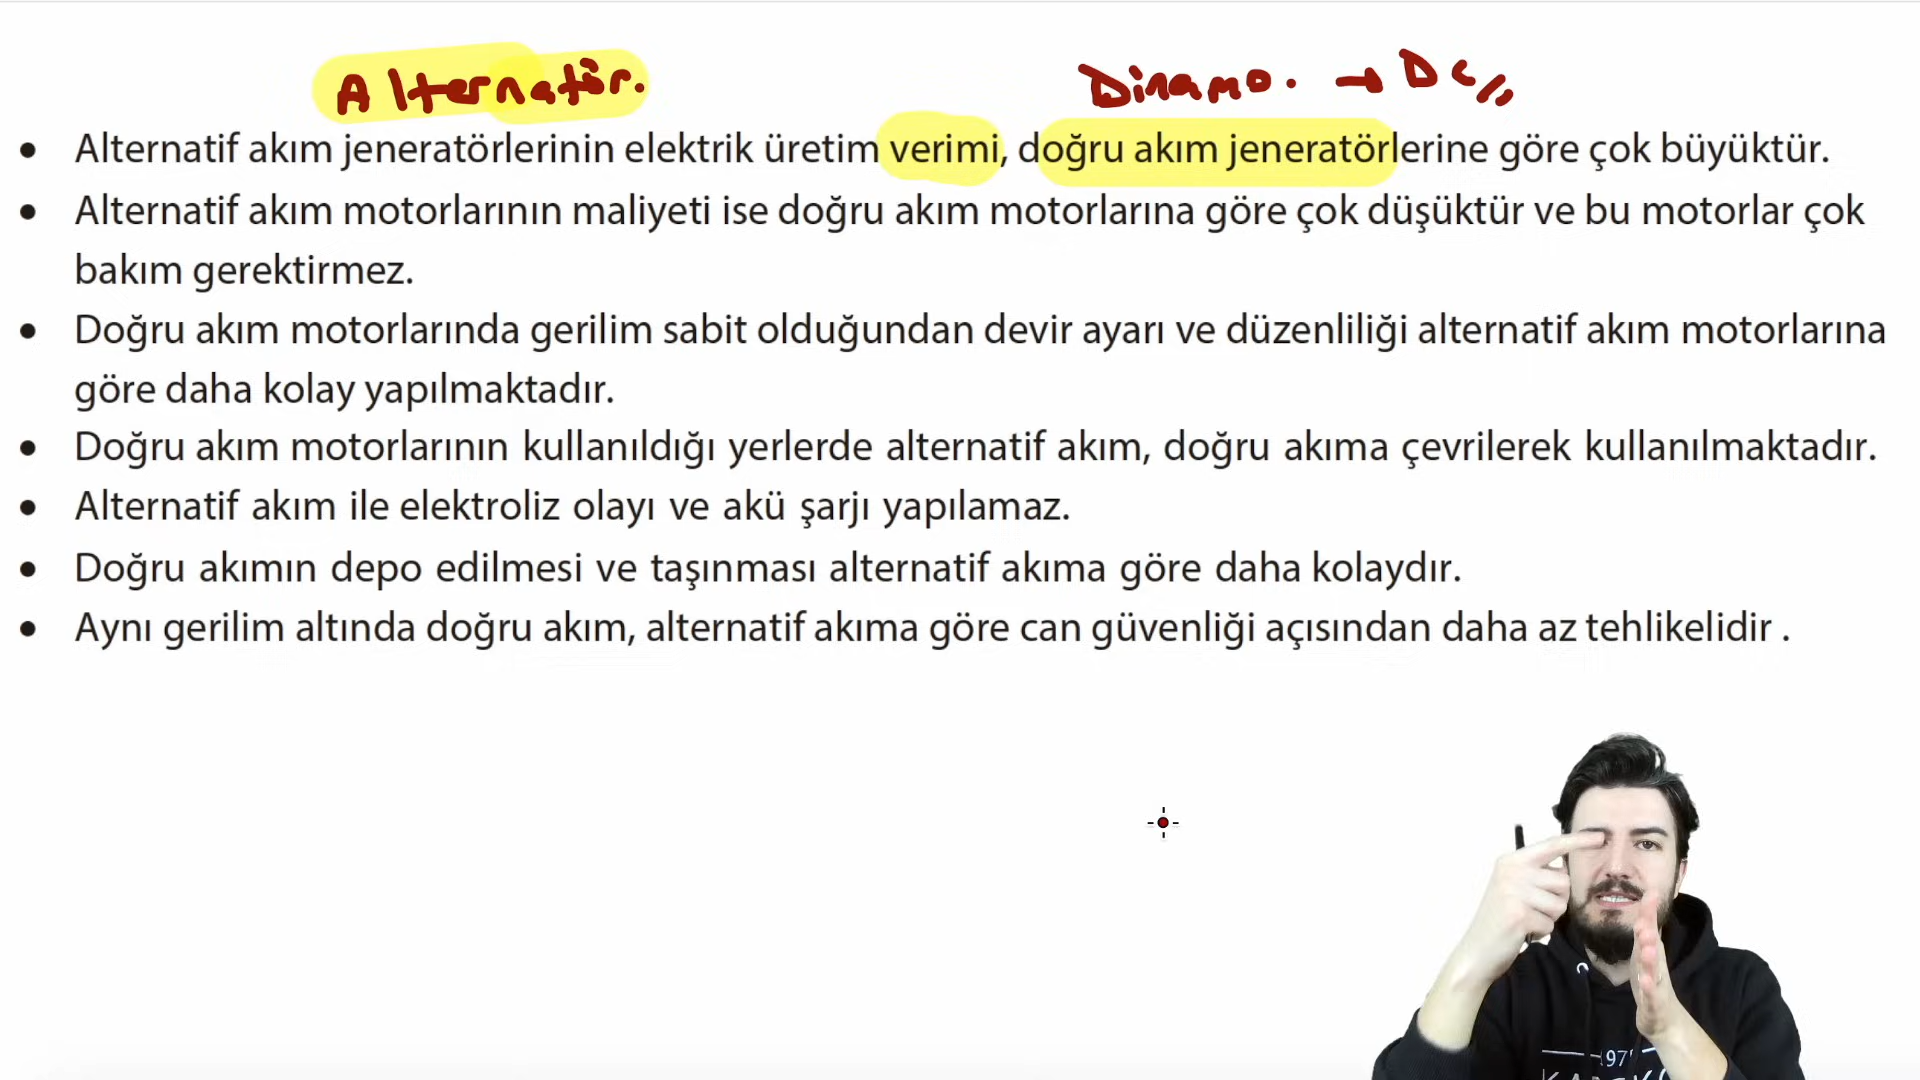 Alternatör. Dinamo. → DC //
• Alternatif akım jeneratörlerinin elektrik üretim verimi, doğru akım jeneratörlerine göre çok büyüktür.
• Alternatif akım motorlarının maliyeti ise doğru akım motorlarına göre çok düşüktür ve bu motorlar çok
bakım gerektirmez.
• Doğru akım motorlarında gerilim sabit olduğundan devir ayarı ve düzenliliği alternatif akım motorlarına
göre daha kolay yapılmaktadır.
• Doğru akım motorlarının kullanıldığı yerlerde alternatif akım, doğru akıma çevrilerek kullanılmaktadır.
• Alternatif akım ile elektroliz olayı ve akü şarjı yapılamaz.
• Doğru akımın depo edilmesi ve taşınması alternatif akıma göre daha kolaydır.
• Aynı gerilim altında doğru akım, alternatif akıma göre can güvenliği açısından daha az tehlikelidir .